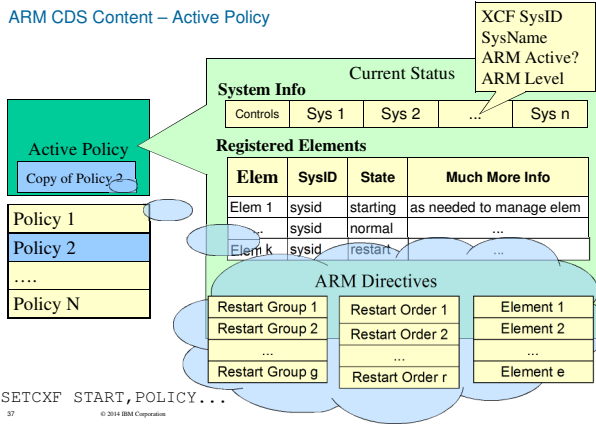 ARM CDS Content – Active Policy
XCF SysID
SysName
ARM Active?
ARM Level
Current Status
System Info
Controls Sys 1 Sys 2 ... Sys n
Active Policy
Copy of Policy 2
Registered Elements
Elem SysID State Much More Info
Elem 1 sysid starting as needed to manage elem
... sysid normal ...
Elem k sysid restart ...
Policy 1
Policy 2
....
Policy N
ARM Directives
Restart Group 1
Restart Group 2
...
Restart Group g
Restart Order 1
Restart Order 2
...
Restart Order r
Element 1
Element 2
...
Element e
SETCXF START,POLICY...
37 © 2014 IBM Corporation